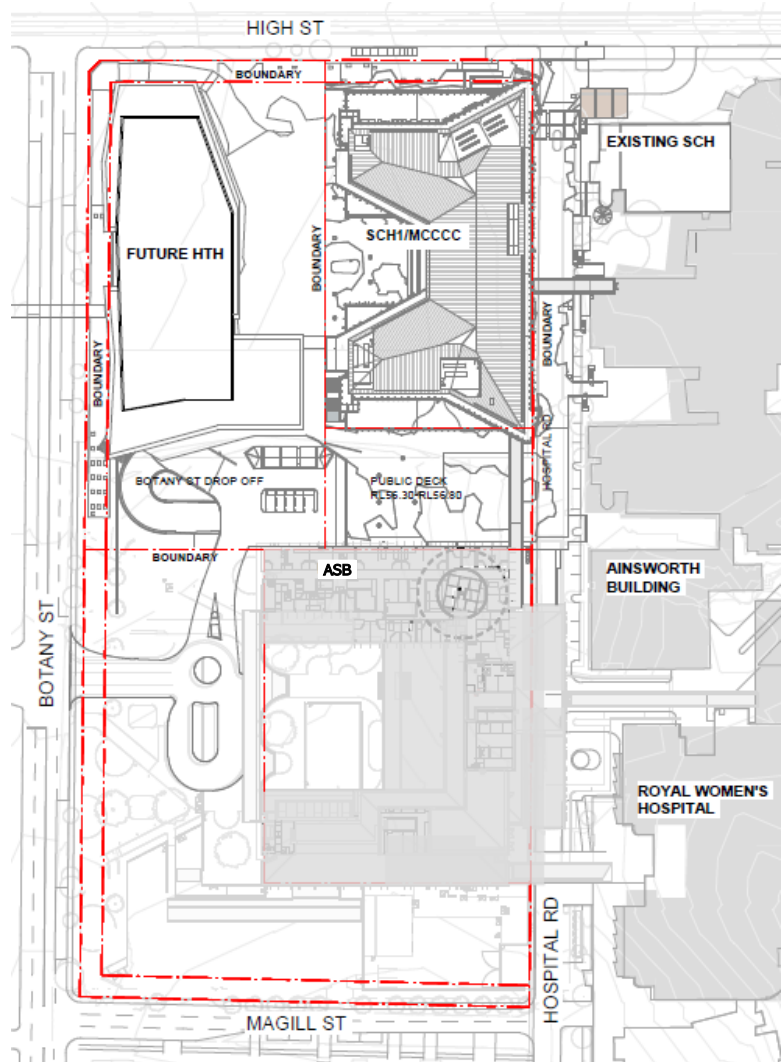 HIGH ST
BOUNDARY
EXISTING SCH
SCH1/MCCCC
FUTURE HTH
BOUNDARY
BOUNDARY
BOUNDARY
HOSPITAL RD
BOTANY ST DROP OFF
PUBLIC DECK
RL56.30-RL56.80
BOUNDARY
ASB
AINSWORTH
BUILDING
BOTANY ST
ROYAL WOMEN'S
HOSPITAL
HOSPITAL RD
MAGILL ST